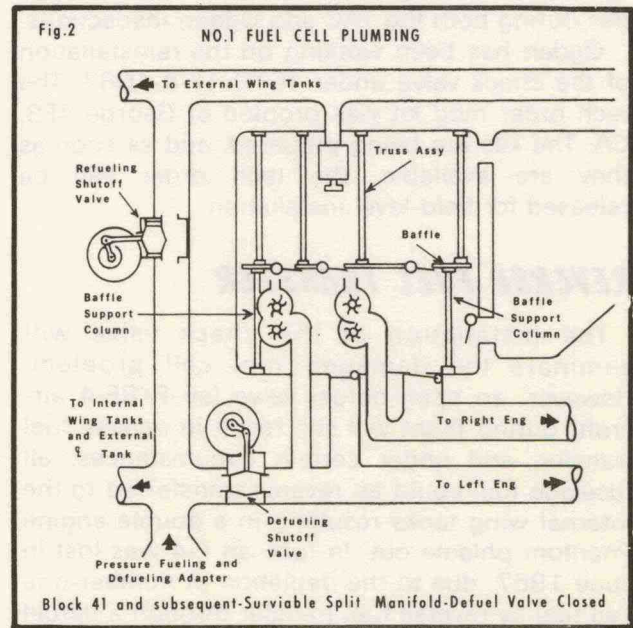 Fig.2
NO.1 FUEL CELL PLUMBING
To External Wing Tanks
Refueling
Shutoff
Valve
Truss Assy
Baffle
Baffle
Support
Column
Baffle
Support
Column
To Internal
Wing Tanks
and External
℄ Tank
To Right Eng
To Left Eng
Defueling
Shutoff
Valve
Pressure Fueling and
Defueling Adapter
Block 41 and subsequent-Surviable Split Manifold-Defuel Valve Closed